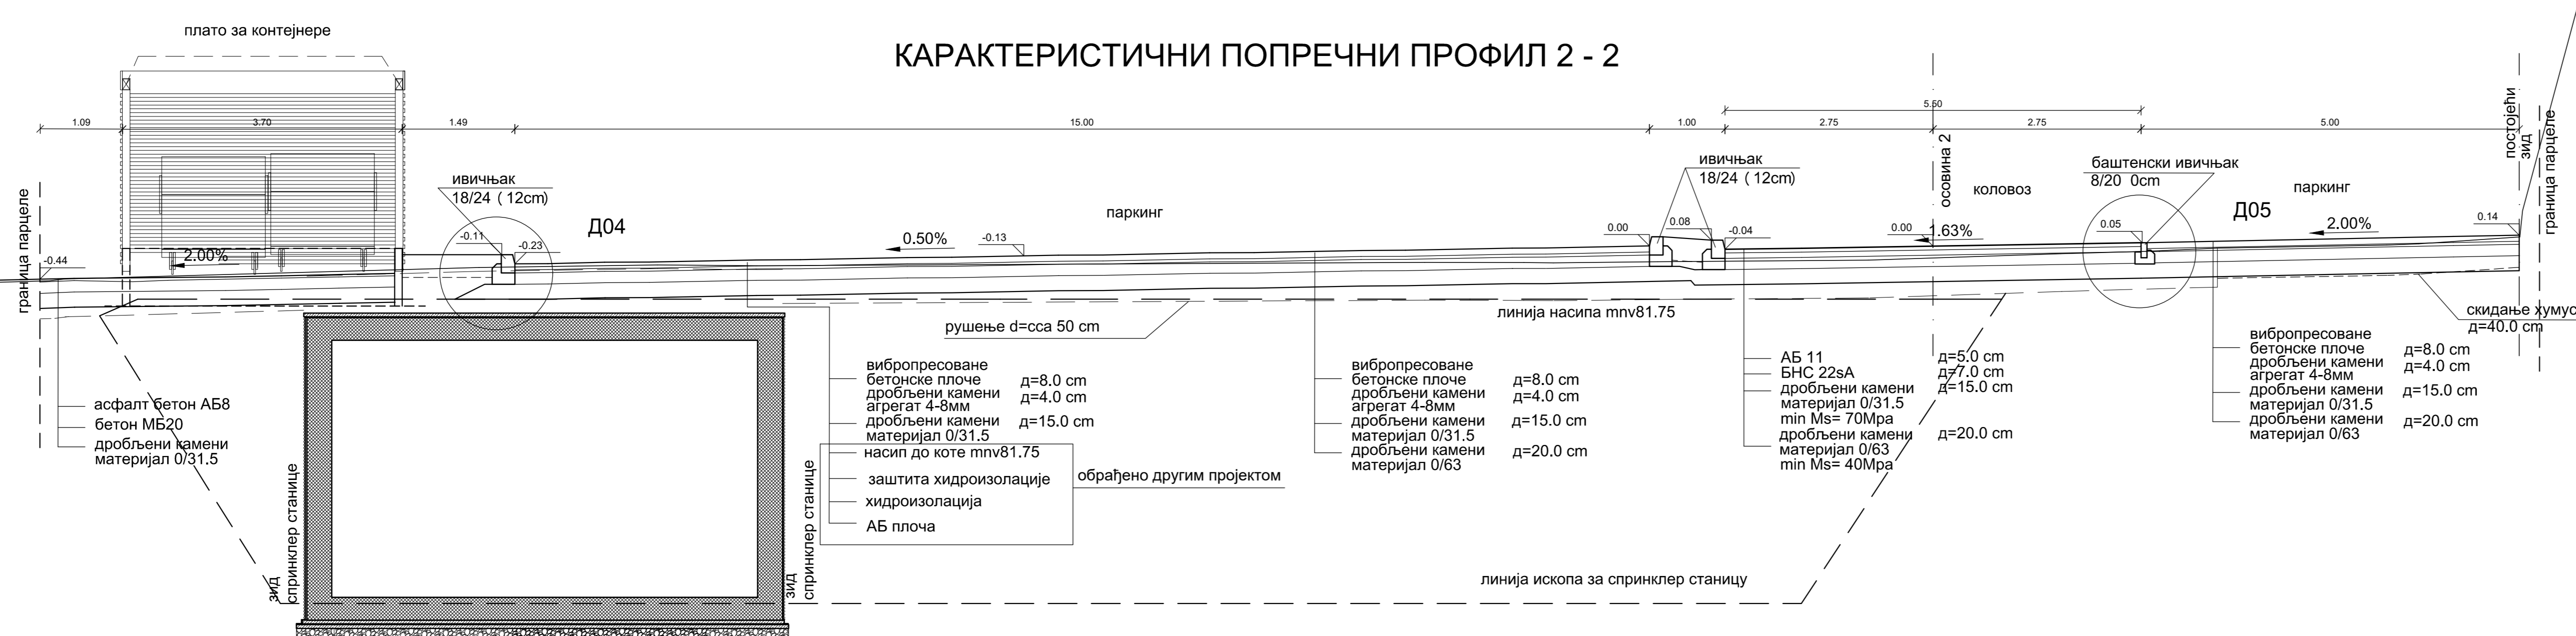 плато за контејнере
КАРАКТЕРИСТИЧНИ ПОПРЕЧНИ ПРОФИЛ 2 - 2
5.50
1.09
3.70
1.49
15.00
1.00
2.75
2.75
5.00
граница парцеле
-0.44
2.00%
ивичњак
18/24 ( 12cm)
-0.11
-0.23
Д04
0.50%
-0.13
паркинг
0.00
ивичњак
18/24 ( 12cm)
0.08
-0.04
осовина 2
0.00
коловоз
1.63%
баштенски ивичњак
8/20  0cm
0.05
Д05
паркинг
2.00%
0.14
постојећи
зид
граница парцеле
рушење d=cca 50 cm
линија насипа mnv81.75
скидање хумус
д=40.0 cm
асфалт бетон АБ8
бетон МБ20
дробљени камени
материјал 0/31.5
зид
спринклер станице
зид
спринклер станице
вибропресоване
бетонске плоче д=8.0 cm
дробљени камени д=4.0 cm
агрегат 4-8мм
дробљени камени д=15.0 cm
материјал 0/31.5
насип до коте mnv81.75
заштита хидроизолације
хидроизолација
АБ плоча
обрађено другим пројектом
вибропресоване
бетонске плоче д=8.0 cm
дробљени камени д=4.0 cm
агрегат 4-8мм
дробљени камени д=15.0 cm
материјал 0/31.5
дробљени камени д=20.0 cm
материјал 0/63
АБ 11 д=5.0 cm
БНС 22sA д=7.0 cm
дробљени камени д=15.0 cm
материјал 0/31.5
min Ms= 70Mpa
дробљени камени д=20.0 cm
материјал 0/63
min Ms= 40Mpa
вибропресоване
бетонске плоче д=8.0 cm
дробљени камени д=4.0 cm
агрегат 4-8мм
дробљени камени д=15.0 cm
материјал 0/31.5
дробљени камени д=20.0 cm
материјал 0/63
линија ископа за спринклер станицу